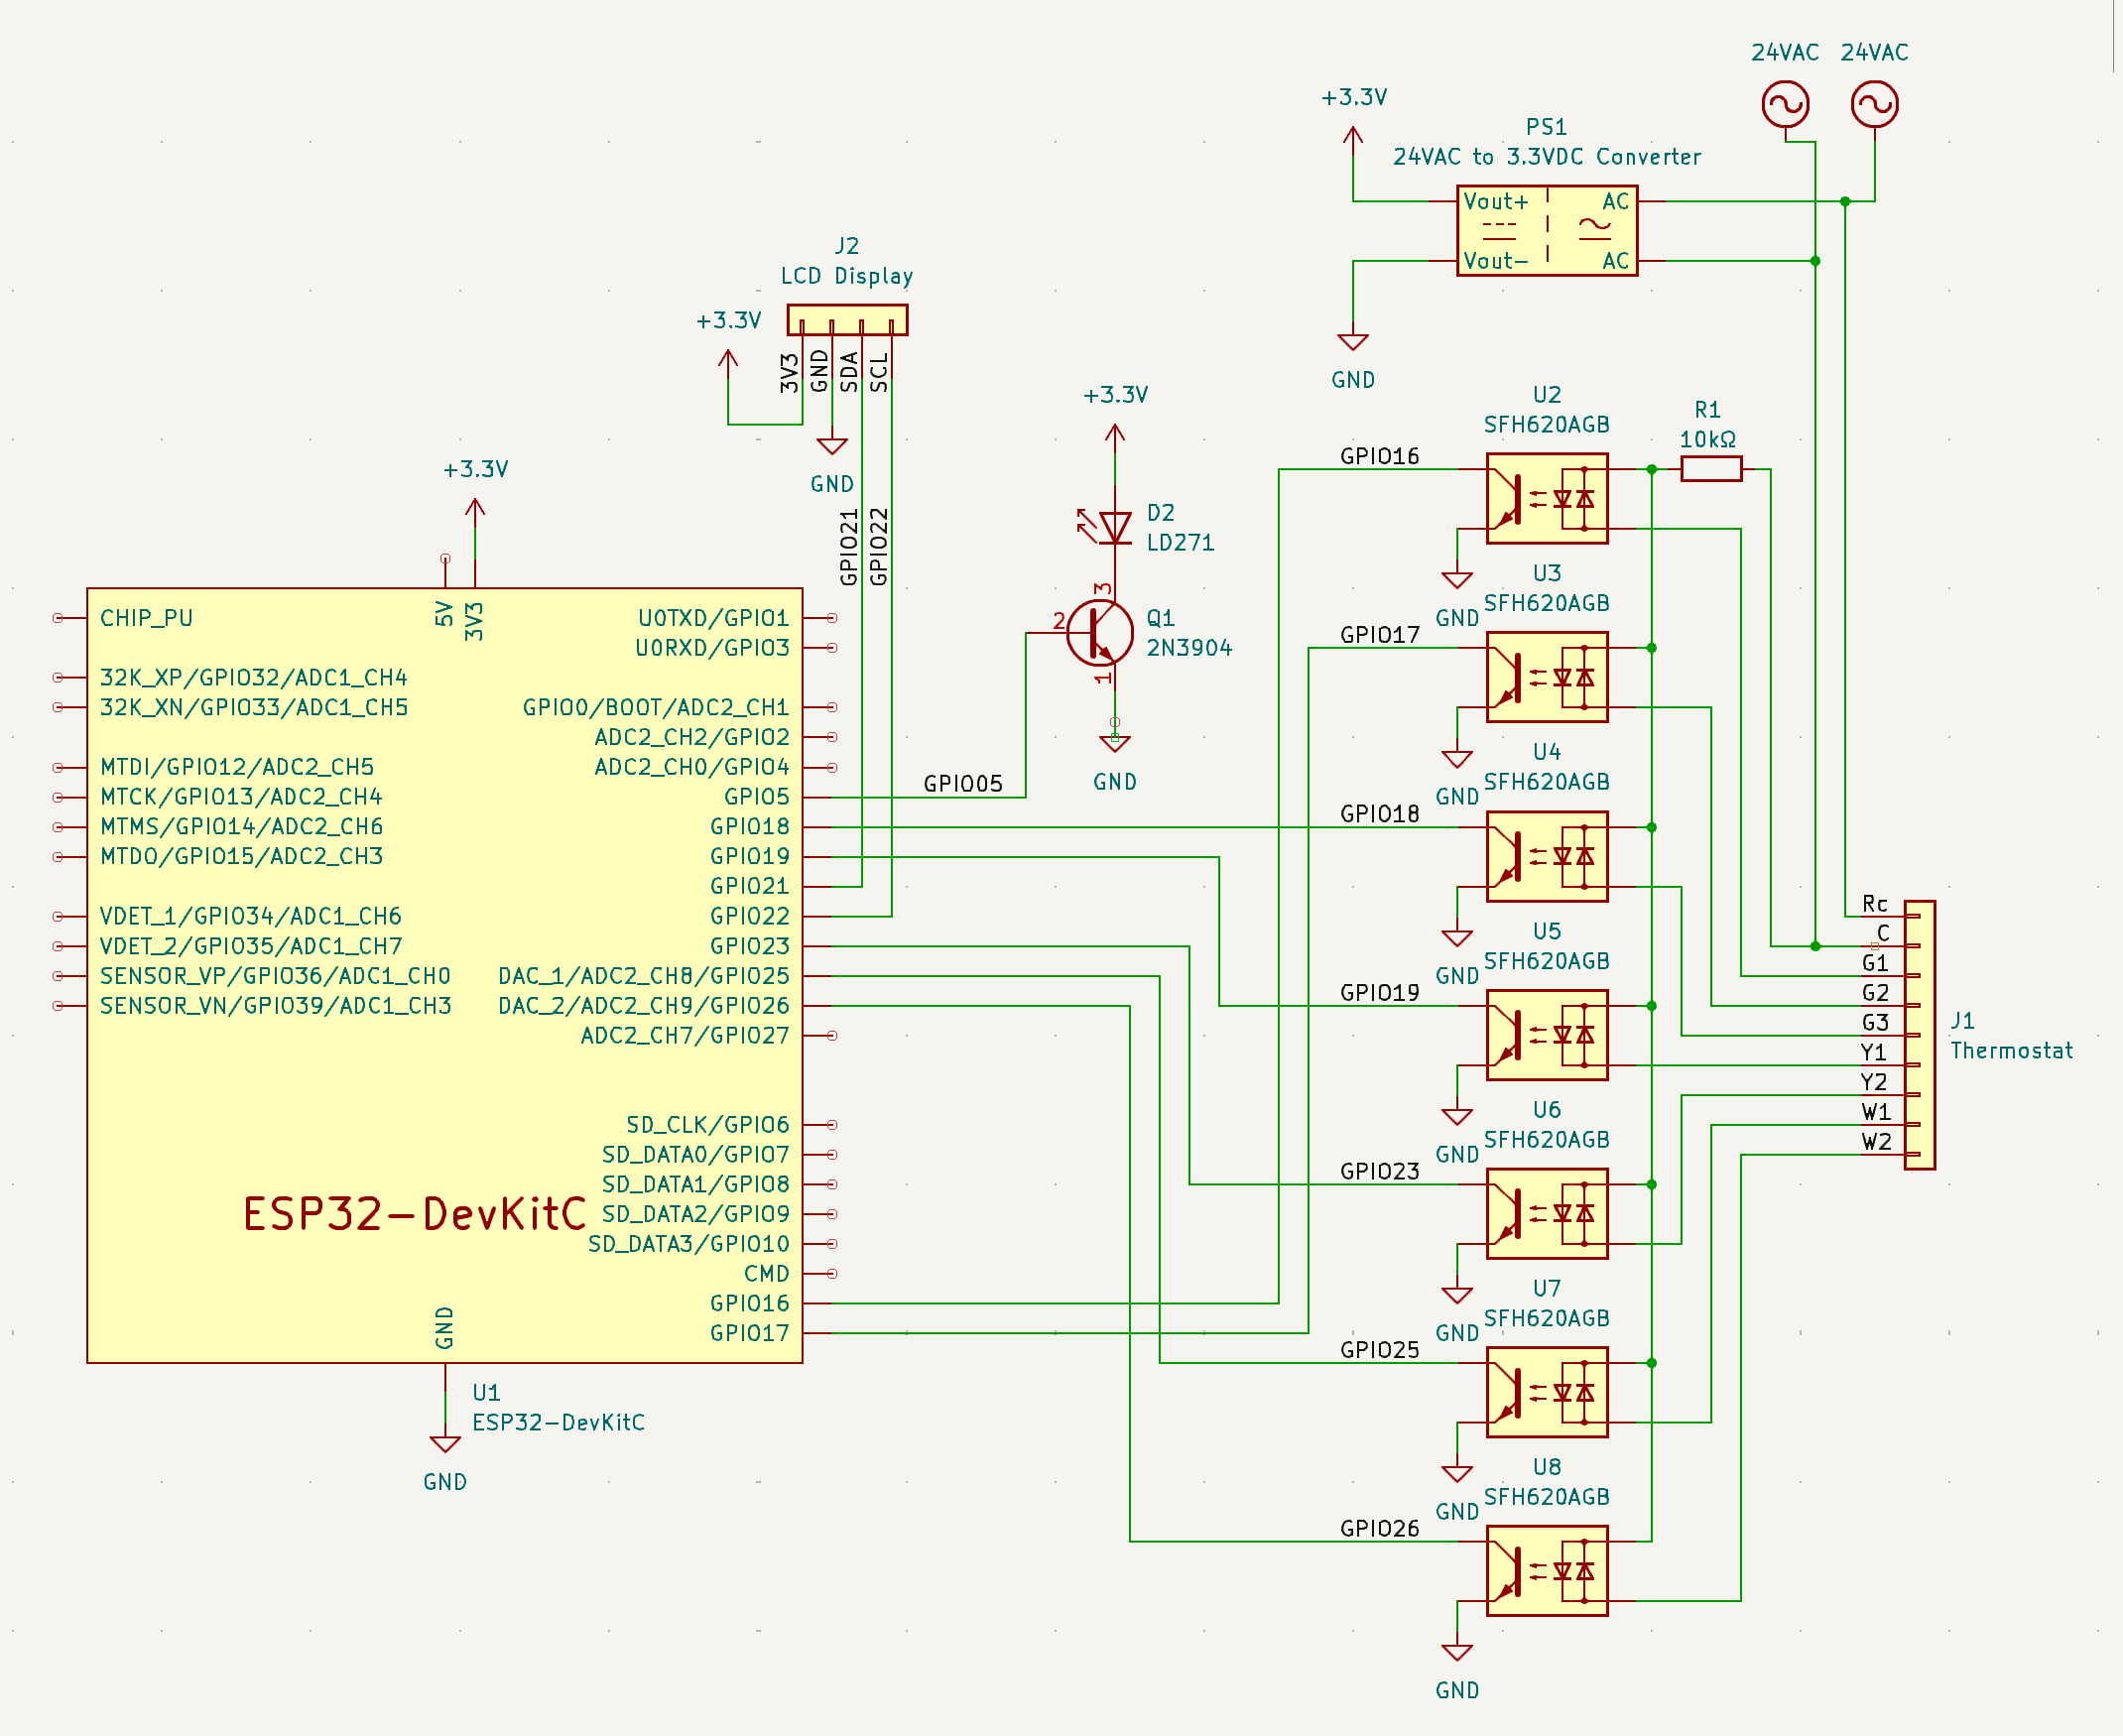 24VAC
24VAC
+3.3V
PS1
24VAC to 3.3VDC Converter
Vout+
AC
Vout-
AC
GND
J2
LCD Display
+3.3V
3V3
GND
SDA
SCL
GND
GPIO21
GPIO22
+3.3V
D2
LD271
3
2
1
Q1
2N3904
GND
GPIO05
+3.3V
5V
3V3
CHIP_PU
32K_XP/GPIO32/ADC1_CH4
32K_XN/GPIO33/ADC1_CH5
MTDI/GPIO12/ADC2_CH5
MTCK/GPIO13/ADC2_CH4
MTMS/GPIO14/ADC2_CH6
MTDO/GPIO15/ADC2_CH3
VDET_1/GPIO34/ADC1_CH6
VDET_2/GPIO35/ADC1_CH7
SENSOR_VP/GPIO36/ADC1_CH0
SENSOR_VN/GPIO39/ADC1_CH3
U0TXD/GPIO1
U0RXD/GPIO3
GPIO0/BOOT/ADC2_CH1
ADC2_CH2/GPIO2
ADC2_CH0/GPIO4
GPIO5
GPIO18
GPIO19
GPIO21
GPIO22
GPIO23
DAC_1/ADC2_CH8/GPIO25
DAC_2/ADC2_CH9/GPIO26
ADC2_CH7/GPIO27
SD_CLK/GPIO6
SD_DATA0/GPIO7
SD_DATA1/GPIO8
SD_DATA2/GPIO9
SD_DATA3/GPIO10
CMD
GPIO16
GPIO17
ESP32-DevKitC
GND
U1
ESP32-DevKitC
GND
U2
SFH620AGB
R1
10kΩ
GPIO16
GND
U3
SFH620AGB
GPIO17
GND
U4
SFH620AGB
GPIO18
GND
U5
SFH620AGB
GPIO19
GND
U6
SFH620AGB
GPIO23
GND
U7
SFH620AGB
GPIO25
GND
U8
SFH620AGB
GPIO26
GND
Rc
C
G1
G2
G3
Y1
Y2
W1
W2
J1
Thermostat